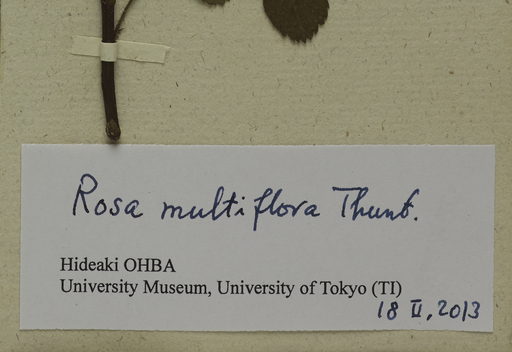 Rosa multiflora Thunb.
Hideaki OHBA
University Museum, University of Tokyo (TI)
18 II, 2013